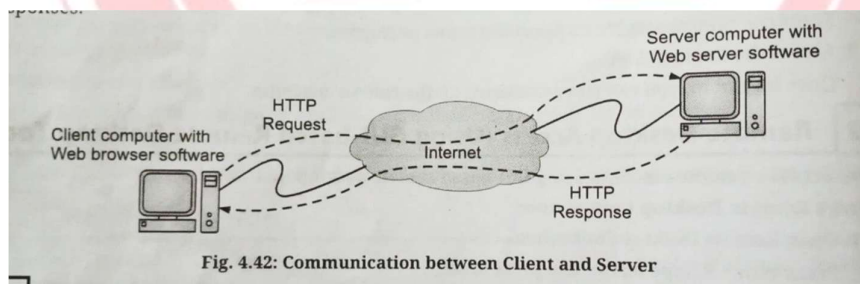 Server computer with
Web server software
HTTP
Request
Client computer with
Web browser software
Internet
HTTP
Response
Fig. 4.42: Communication between Client and Server